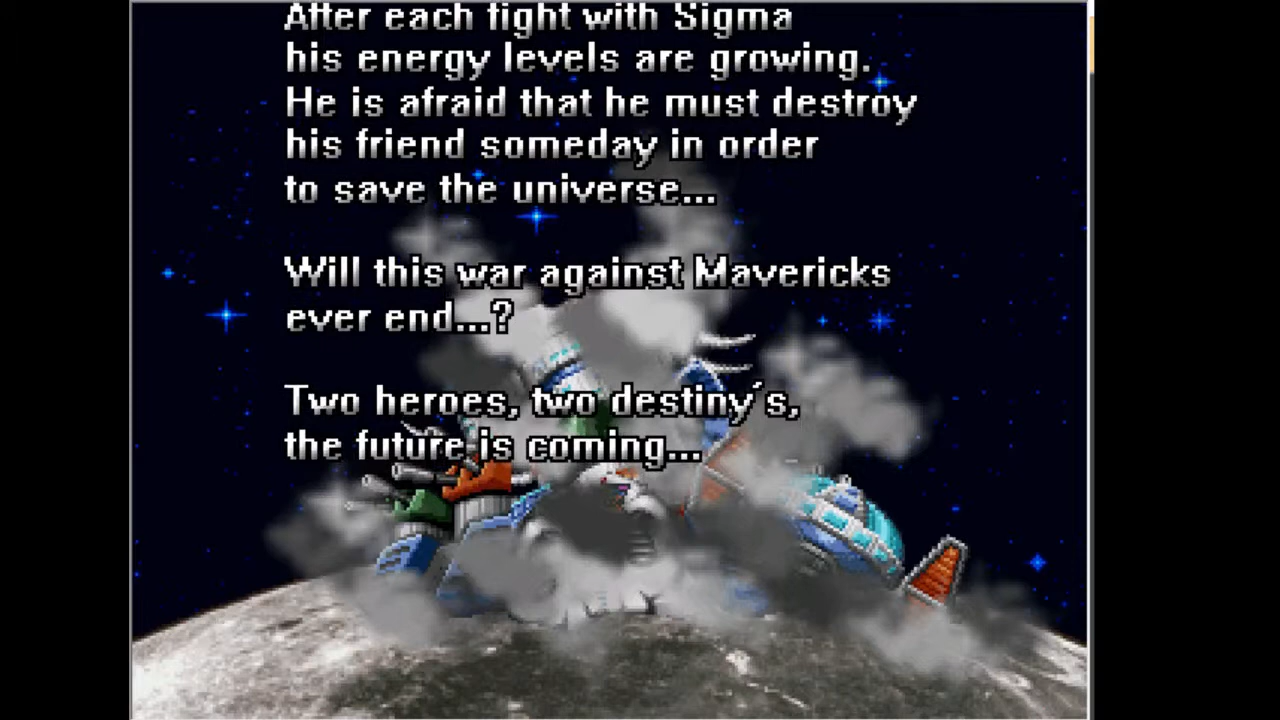 After each fight with Sigma
his energy levels are growing.
He is afraid that he must destroy
his friend someday in order
to save the universe...
Will this war against Mavericks
ever end...?
Two heroes, two destiny´s,
the future is coming...